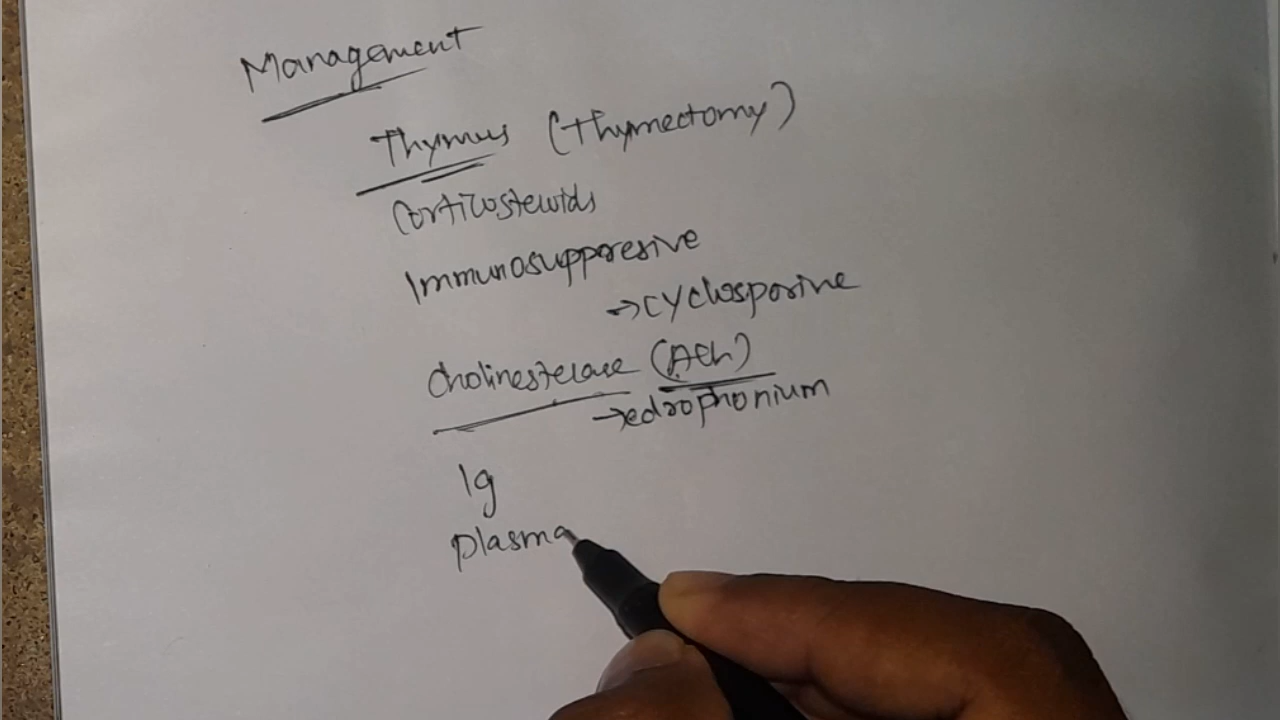 Management
Thymus (Thymectomy)
Corticosteroids
Immunosuppresive
→ cyclosporine
Cholinesterase (ACh)
→ edrophonium
Ig
plasma